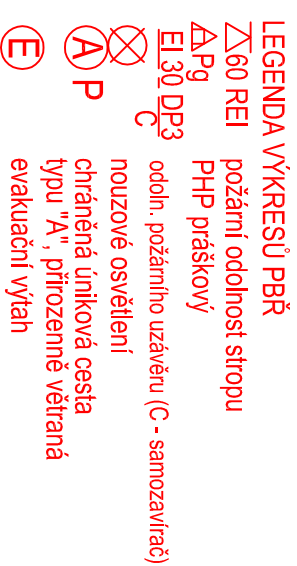 LEGENDA VÝKRESŮ PBŘ
60 REI požární odolnost stropu
Pg PHP práškový
EI 30 DP3
C odoln. požárního uzávěru (C - samozavírač)
nouzové osvětlení
A P chráněná úniková cesta
typu "A", přirozenně větraná
E evakuační výtah